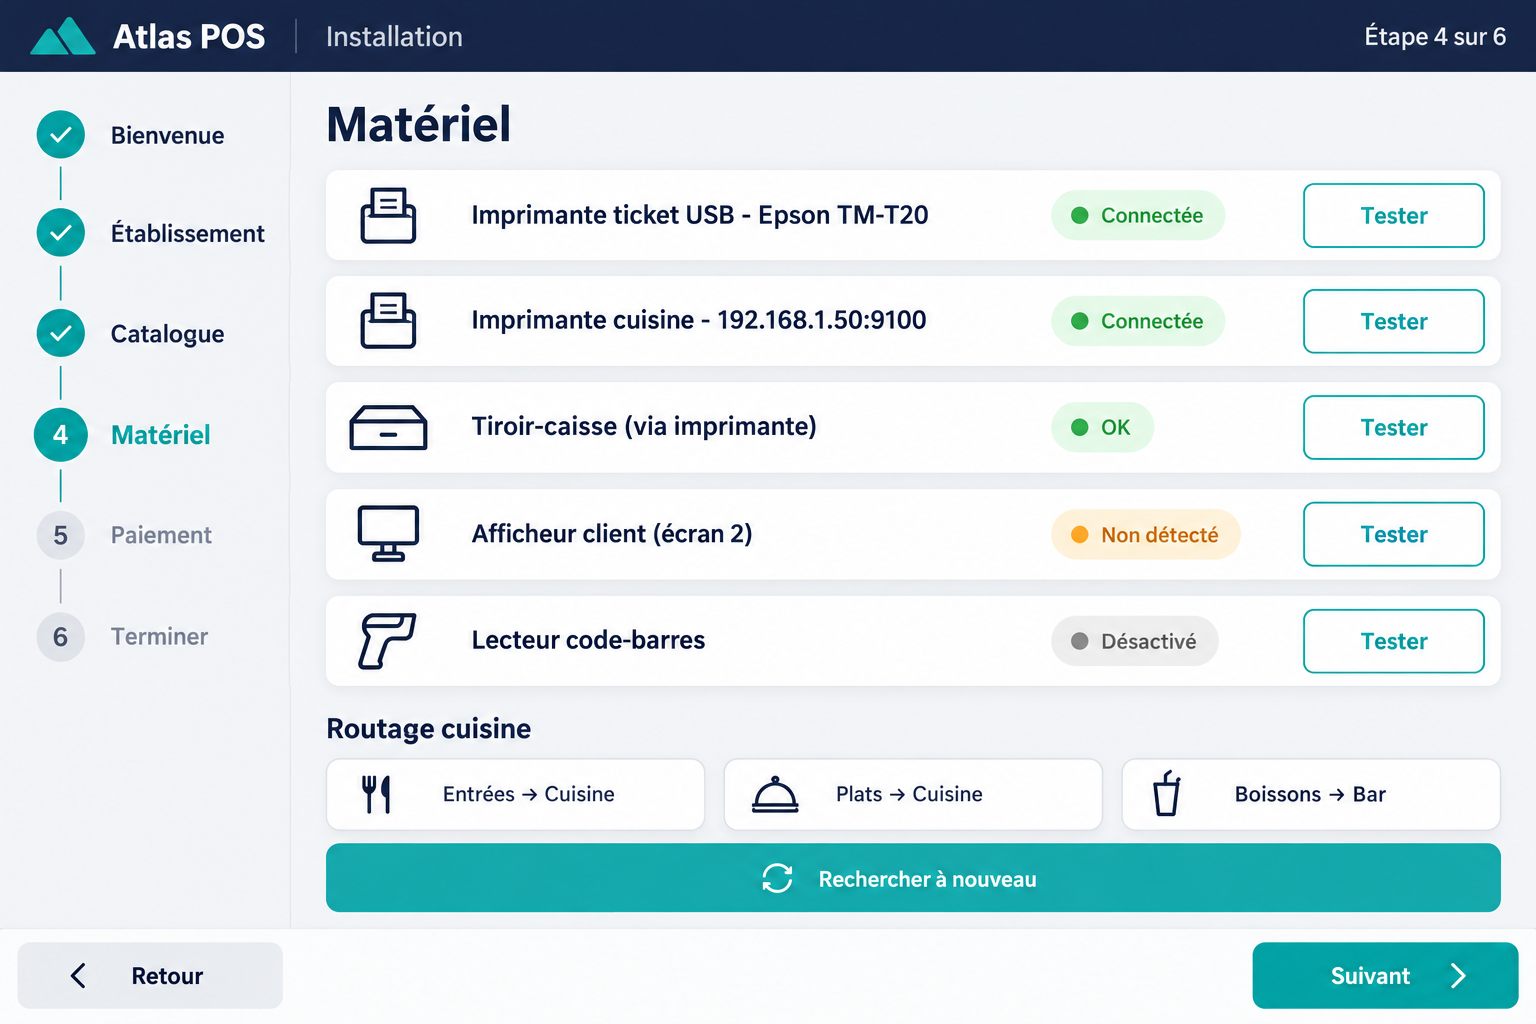 Atlas POS
Installation
Étape 4 sur 6
Bienvenue
Établissement
Catalogue
4 Matériel
5 Paiement
6 Terminer
Matériel
Imprimante ticket USB - Epson TM-T20 Connectée Tester
Imprimante cuisine - 192.168.1.50:9100 Connectée Tester
Tiroir-caisse (via imprimante) OK Tester
Afficheur client (écran 2) Non détecté Tester
Lecteur code-barres Désactivé Tester
Routage cuisine
Entrées → Cuisine
Plats → Cuisine
Boissons → Bar
Rechercher à nouveau
Retour
Suivant